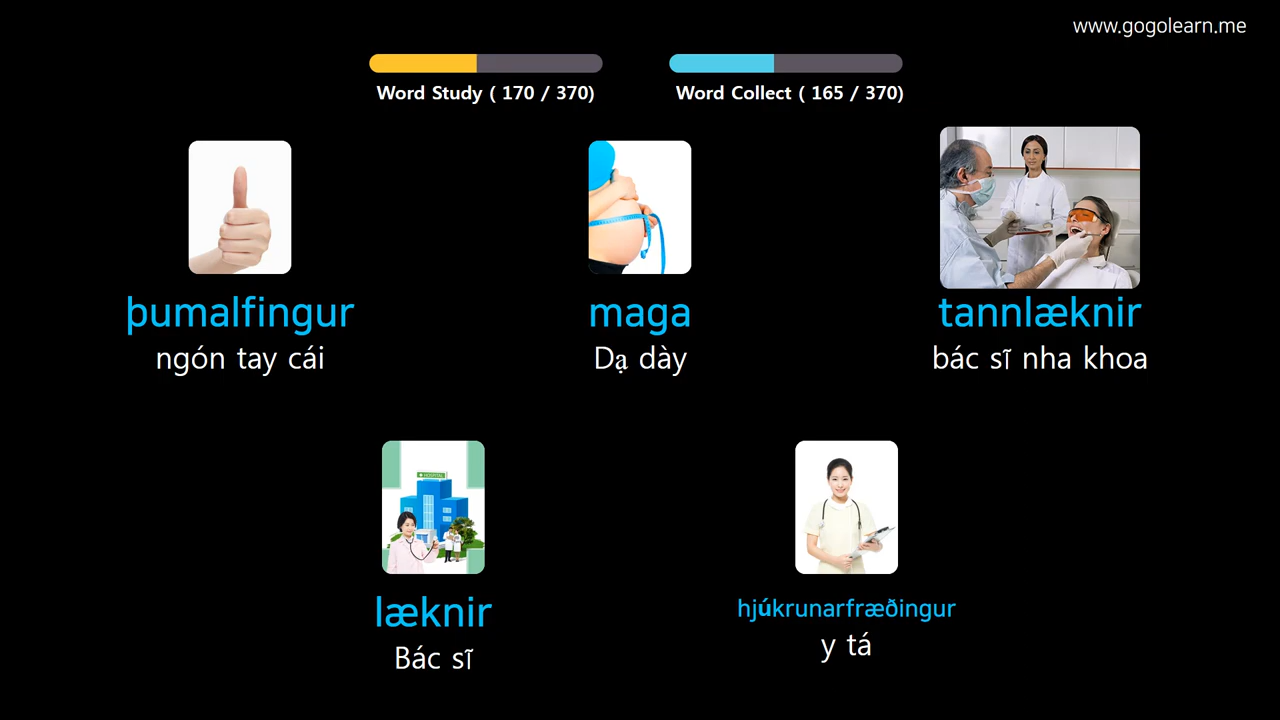 www.gogolearn.me
Word Study ( 170 / 370)
Word Collect ( 165 / 370)
þumalfingur
ngón tay cái
maga
Dạ dày
tannlæknir
bác sĩ nha khoa
HOSPITAL
læknir
Bác sĩ
hjúkrunarfræðingur
y tá